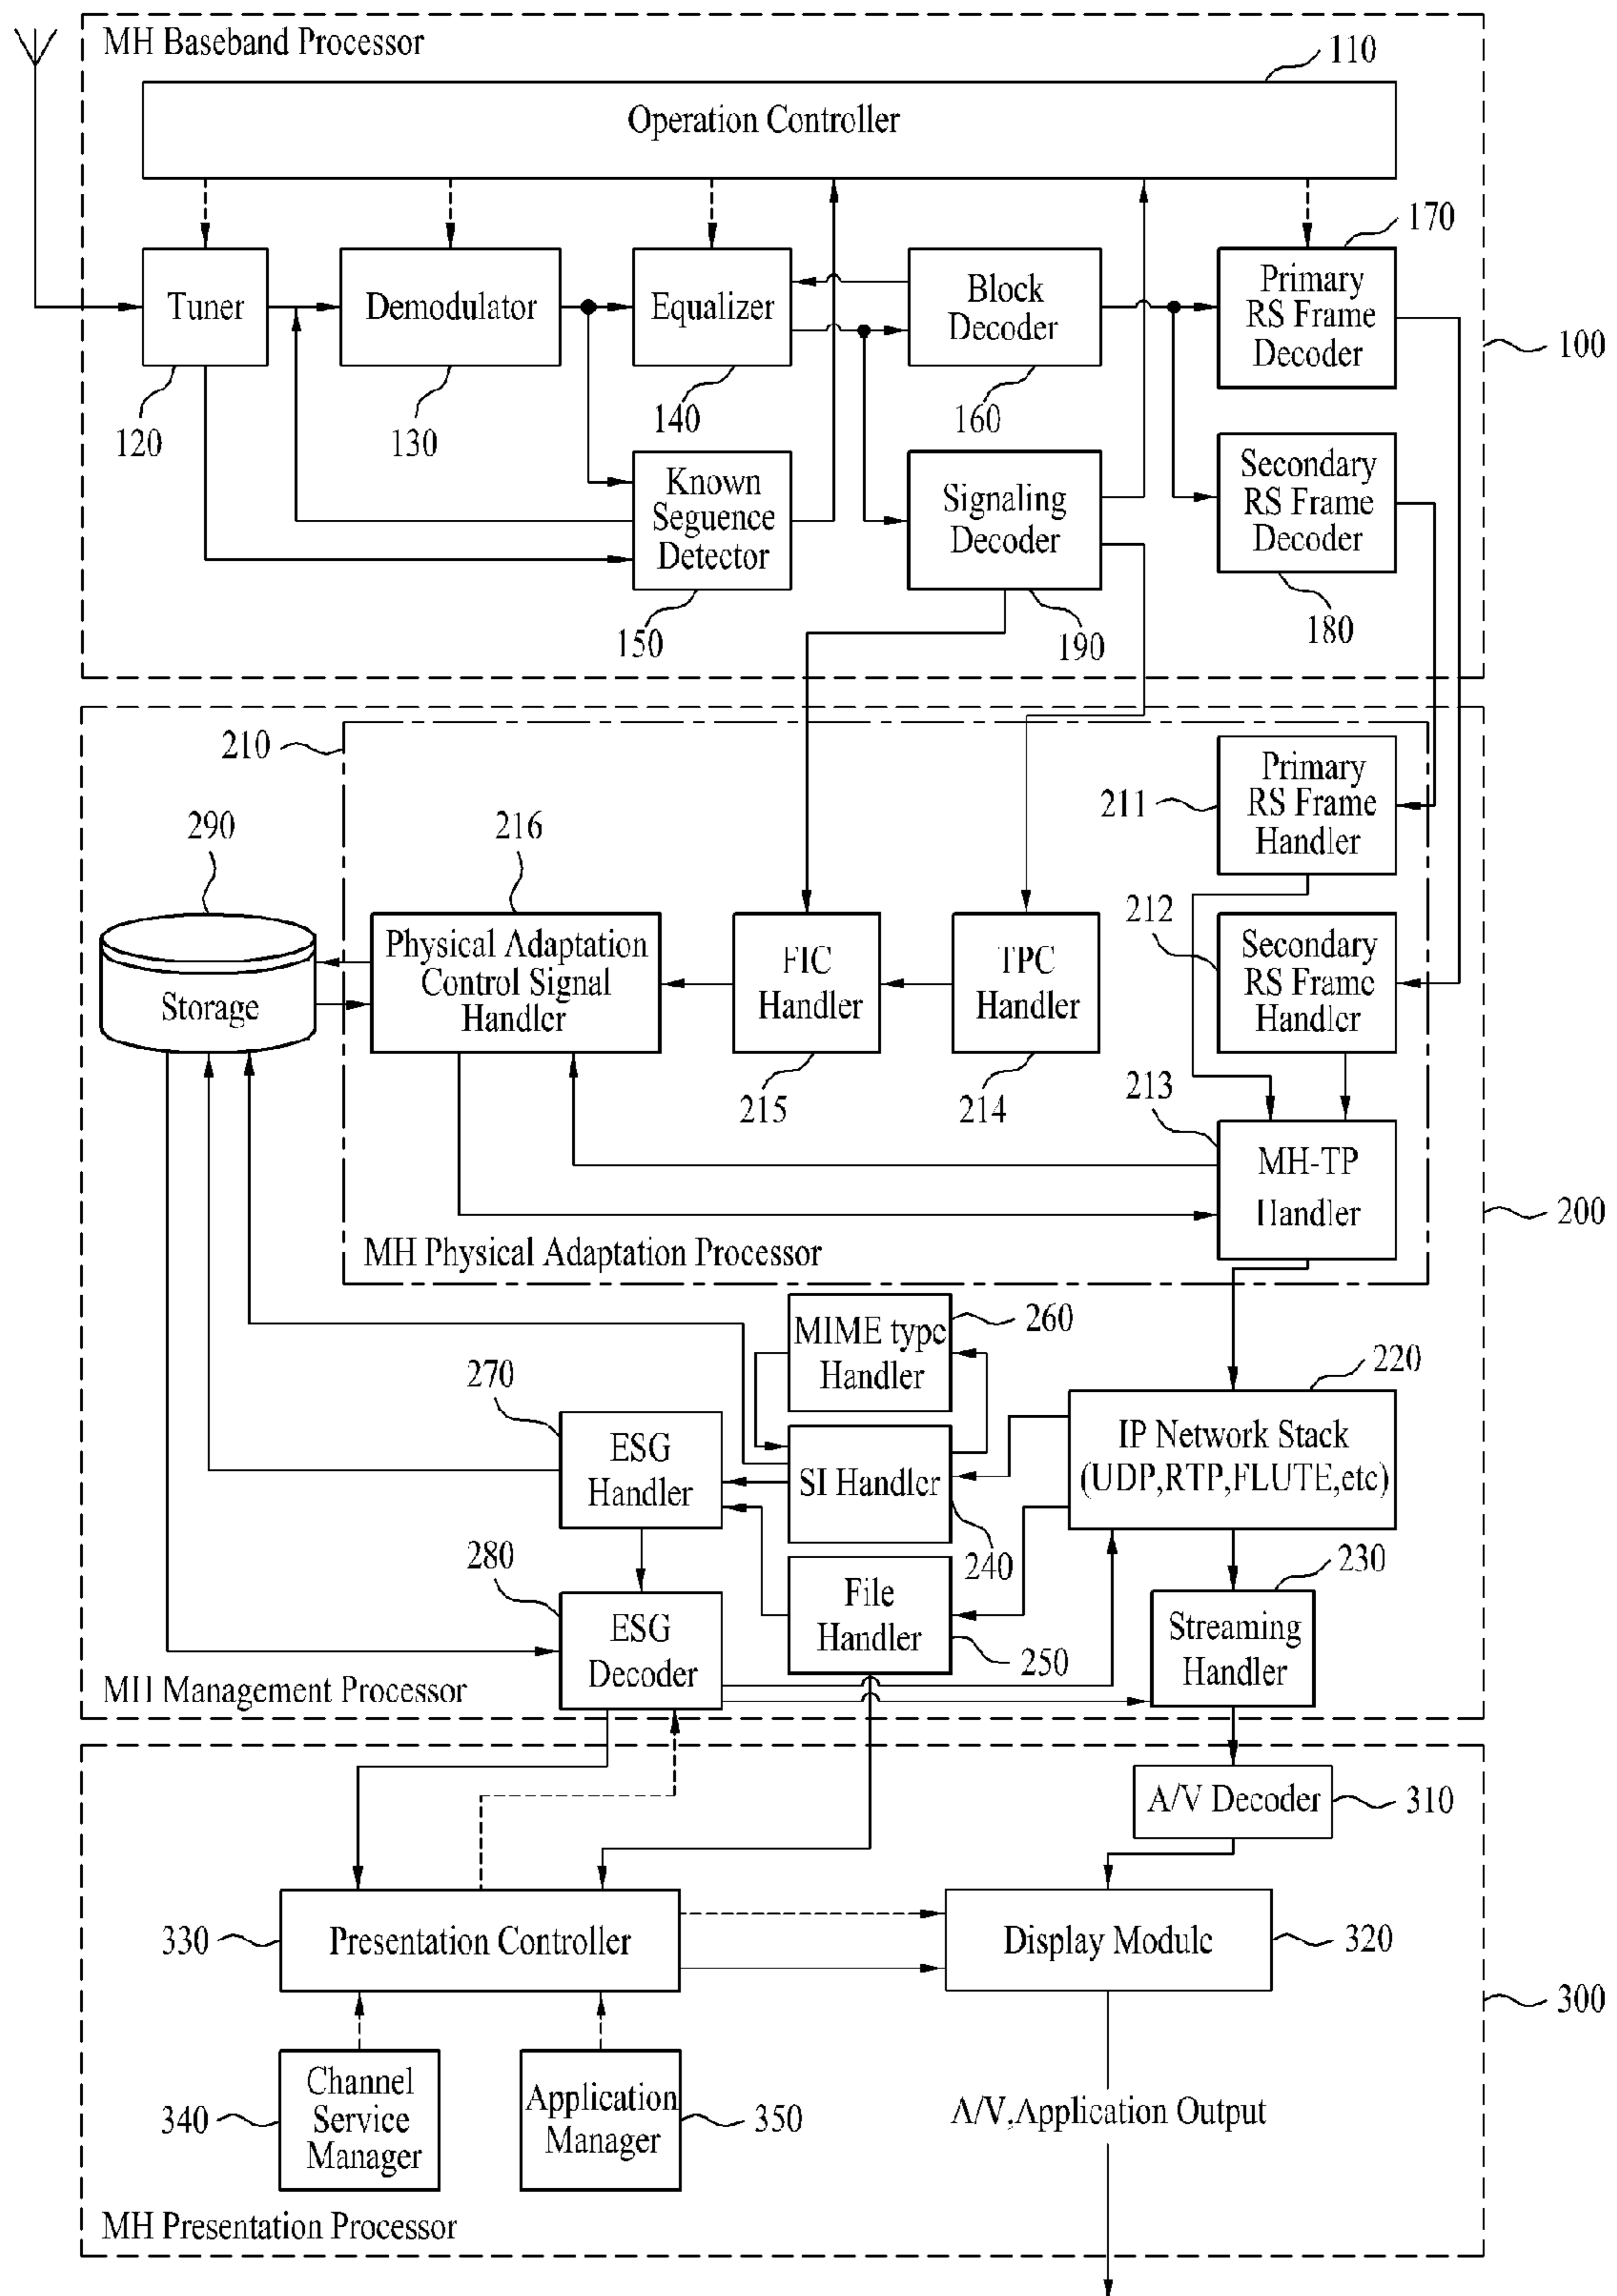 MH Baseband Processor
110
Operation Controller
170
Tuner
Demodulator
Equalizer
Block
Decoder
Primary
RS Frame
Decoder
100
120
130
140
160
Known
Seguence
Detector
Signaling
Decoder
Secondary
RS Frame
Decoder
150
190
180
210
Primary
RS Frame
Handler
211
290
216
212
Storage
Physical Adaptation
Control Signal
Handler
FIC
Handler
TPC
Handler
Secondary
RS Frame
Handler
215
214
213
MH-TP
Handler
200
MH Physical Adaptation Processor
MIME type
Handler
260
270
220
ESG
Handler
SI Handler
IP Network Stack
(UDP,RTP,FLUTE,etc)
280
240
230
ESG
Decoder
File
Handler
250
Streaming
Handler
MH Management Processor
A/V Decoder
310
330
Presentation Controller
Display Module
320
300
340
Channel
Service
Manager
Application
Manager
350
A/V,Application Output
MH Presentation Processor